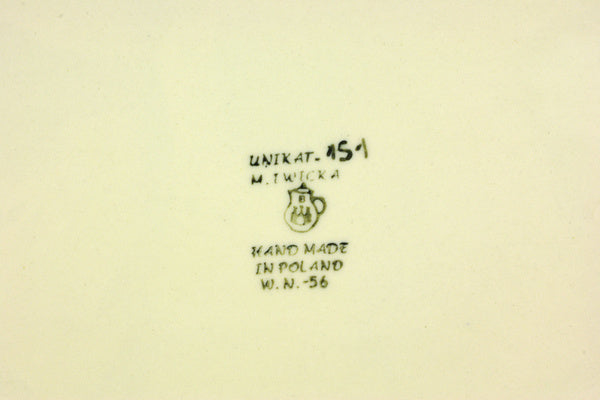 UNIKAT-151
M. IWICKA
B
HAND MADE
IN POLAND
W. N. -56